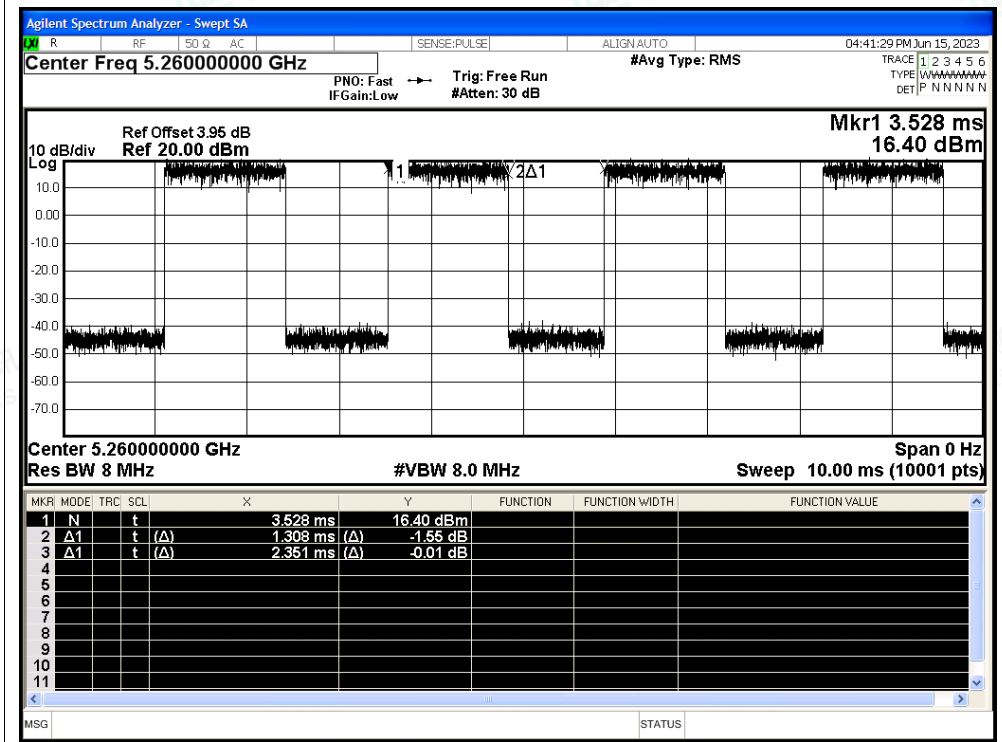 Agilent Spectrum Analyzer - Swept SA
LXI R RF 50 Ω AC SENSE:PULSE ALIGN AUTO 04:41:29 PM Jun 15, 2023
Center Freq 5.260000000 GHz #Avg Type: RMS TRACE 1 2 3 4 5 6
PNO: Fast Trig: Free Run TYPE
IFGain:Low #Atten: 30 dB DET P N N N N N
Mkr1 3.528 ms
Ref Offset 3.95 dB
10 dB/div Ref 20.00 dBm 16.40 dBm
Log
1 2Δ1
10.0
0.00
-10.0
-20.0
-30.0
-40.0
-50.0
-60.0
-70.0
Center 5.260000000 GHz Span 0 Hz
Res BW 8 MHz #VBW 8.0 MHz Sweep 10.00 ms (10001 pts)
MKR MODE TRC SCL X Y FUNCTION FUNCTION WIDTH FUNCTION VALUE
1 N t 3.528 ms 16.40 dBm
2 Δ1 t (Δ) 1.308 ms (Δ) -1.55 dB
3 Δ1 t (Δ) 2.351 ms (Δ) -0.01 dB
4
5
6
7
8
9
10
11
MSG STATUS